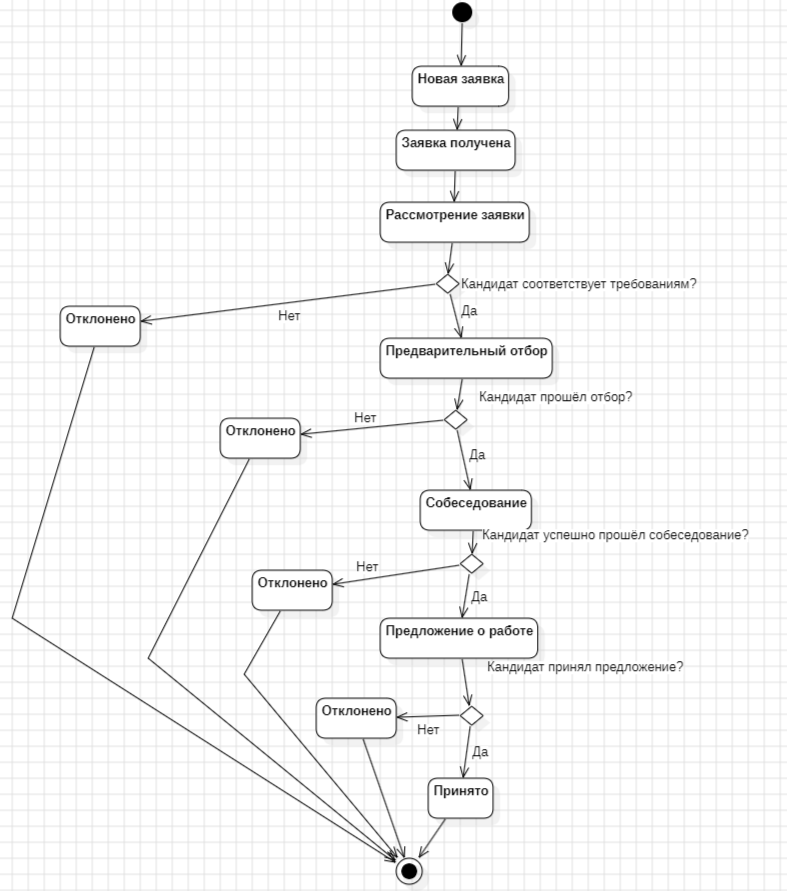 Новая заявка
Заявка получена
Рассмотрение заявки
Кандидат соответствует требованиям?
Нет
Да
Отклонено
Предварительный отбор
Кандидат прошёл отбор?
Нет
Да
Отклонено
Собеседование
Кандидат успешно прошёл собеседование?
Нет
Да
Отклонено
Предложение о работе
Кандидат принял предложение?
Отклонено
Нет
Да
Принято